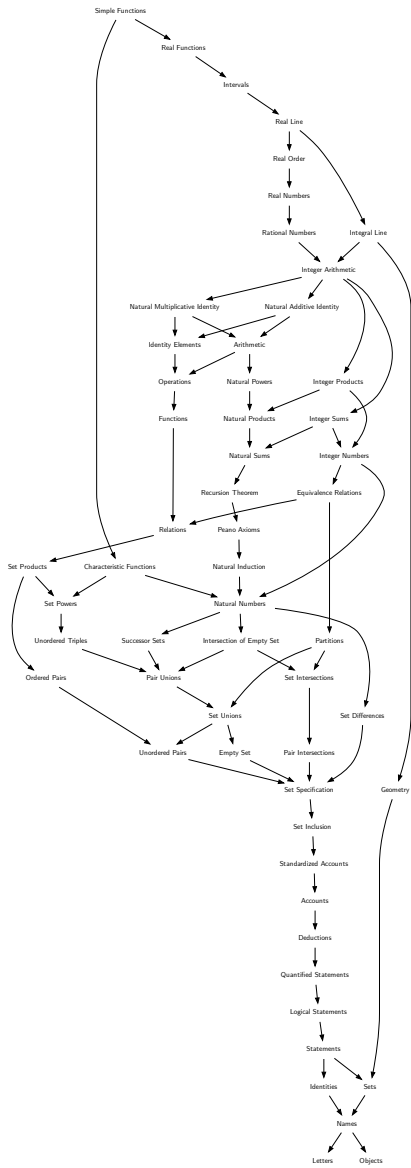 Simple Functions
Real Functions
Intervals
Real Line
Real Order
Real Numbers
Rational Numbers Integral Line
Integer Arithmetic
Natural Multiplicative Identity Natural Additive Identity
Identity Elements Arithmetic
Operations Natural Powers Integer Products
Functions Natural Products Integer Sums
Natural Sums Integer Numbers
Recursion Theorem Equivalence Relations
Relations Peano Axioms
Set Products Characteristic Functions Natural Induction
Set Powers Natural Numbers
Unordered Triples Successor Sets Intersection of Empty Set Partitions
Ordered Pairs Pair Unions Set Intersections
Set Unions Set Differences
Unordered Pairs Empty Set Pair Intersections
Set Specification Geometry
Set Inclusion
Standardized Accounts
Accounts
Deductions
Quantified Statements
Logical Statements
Statements
Identities Sets
Names
Letters Objects